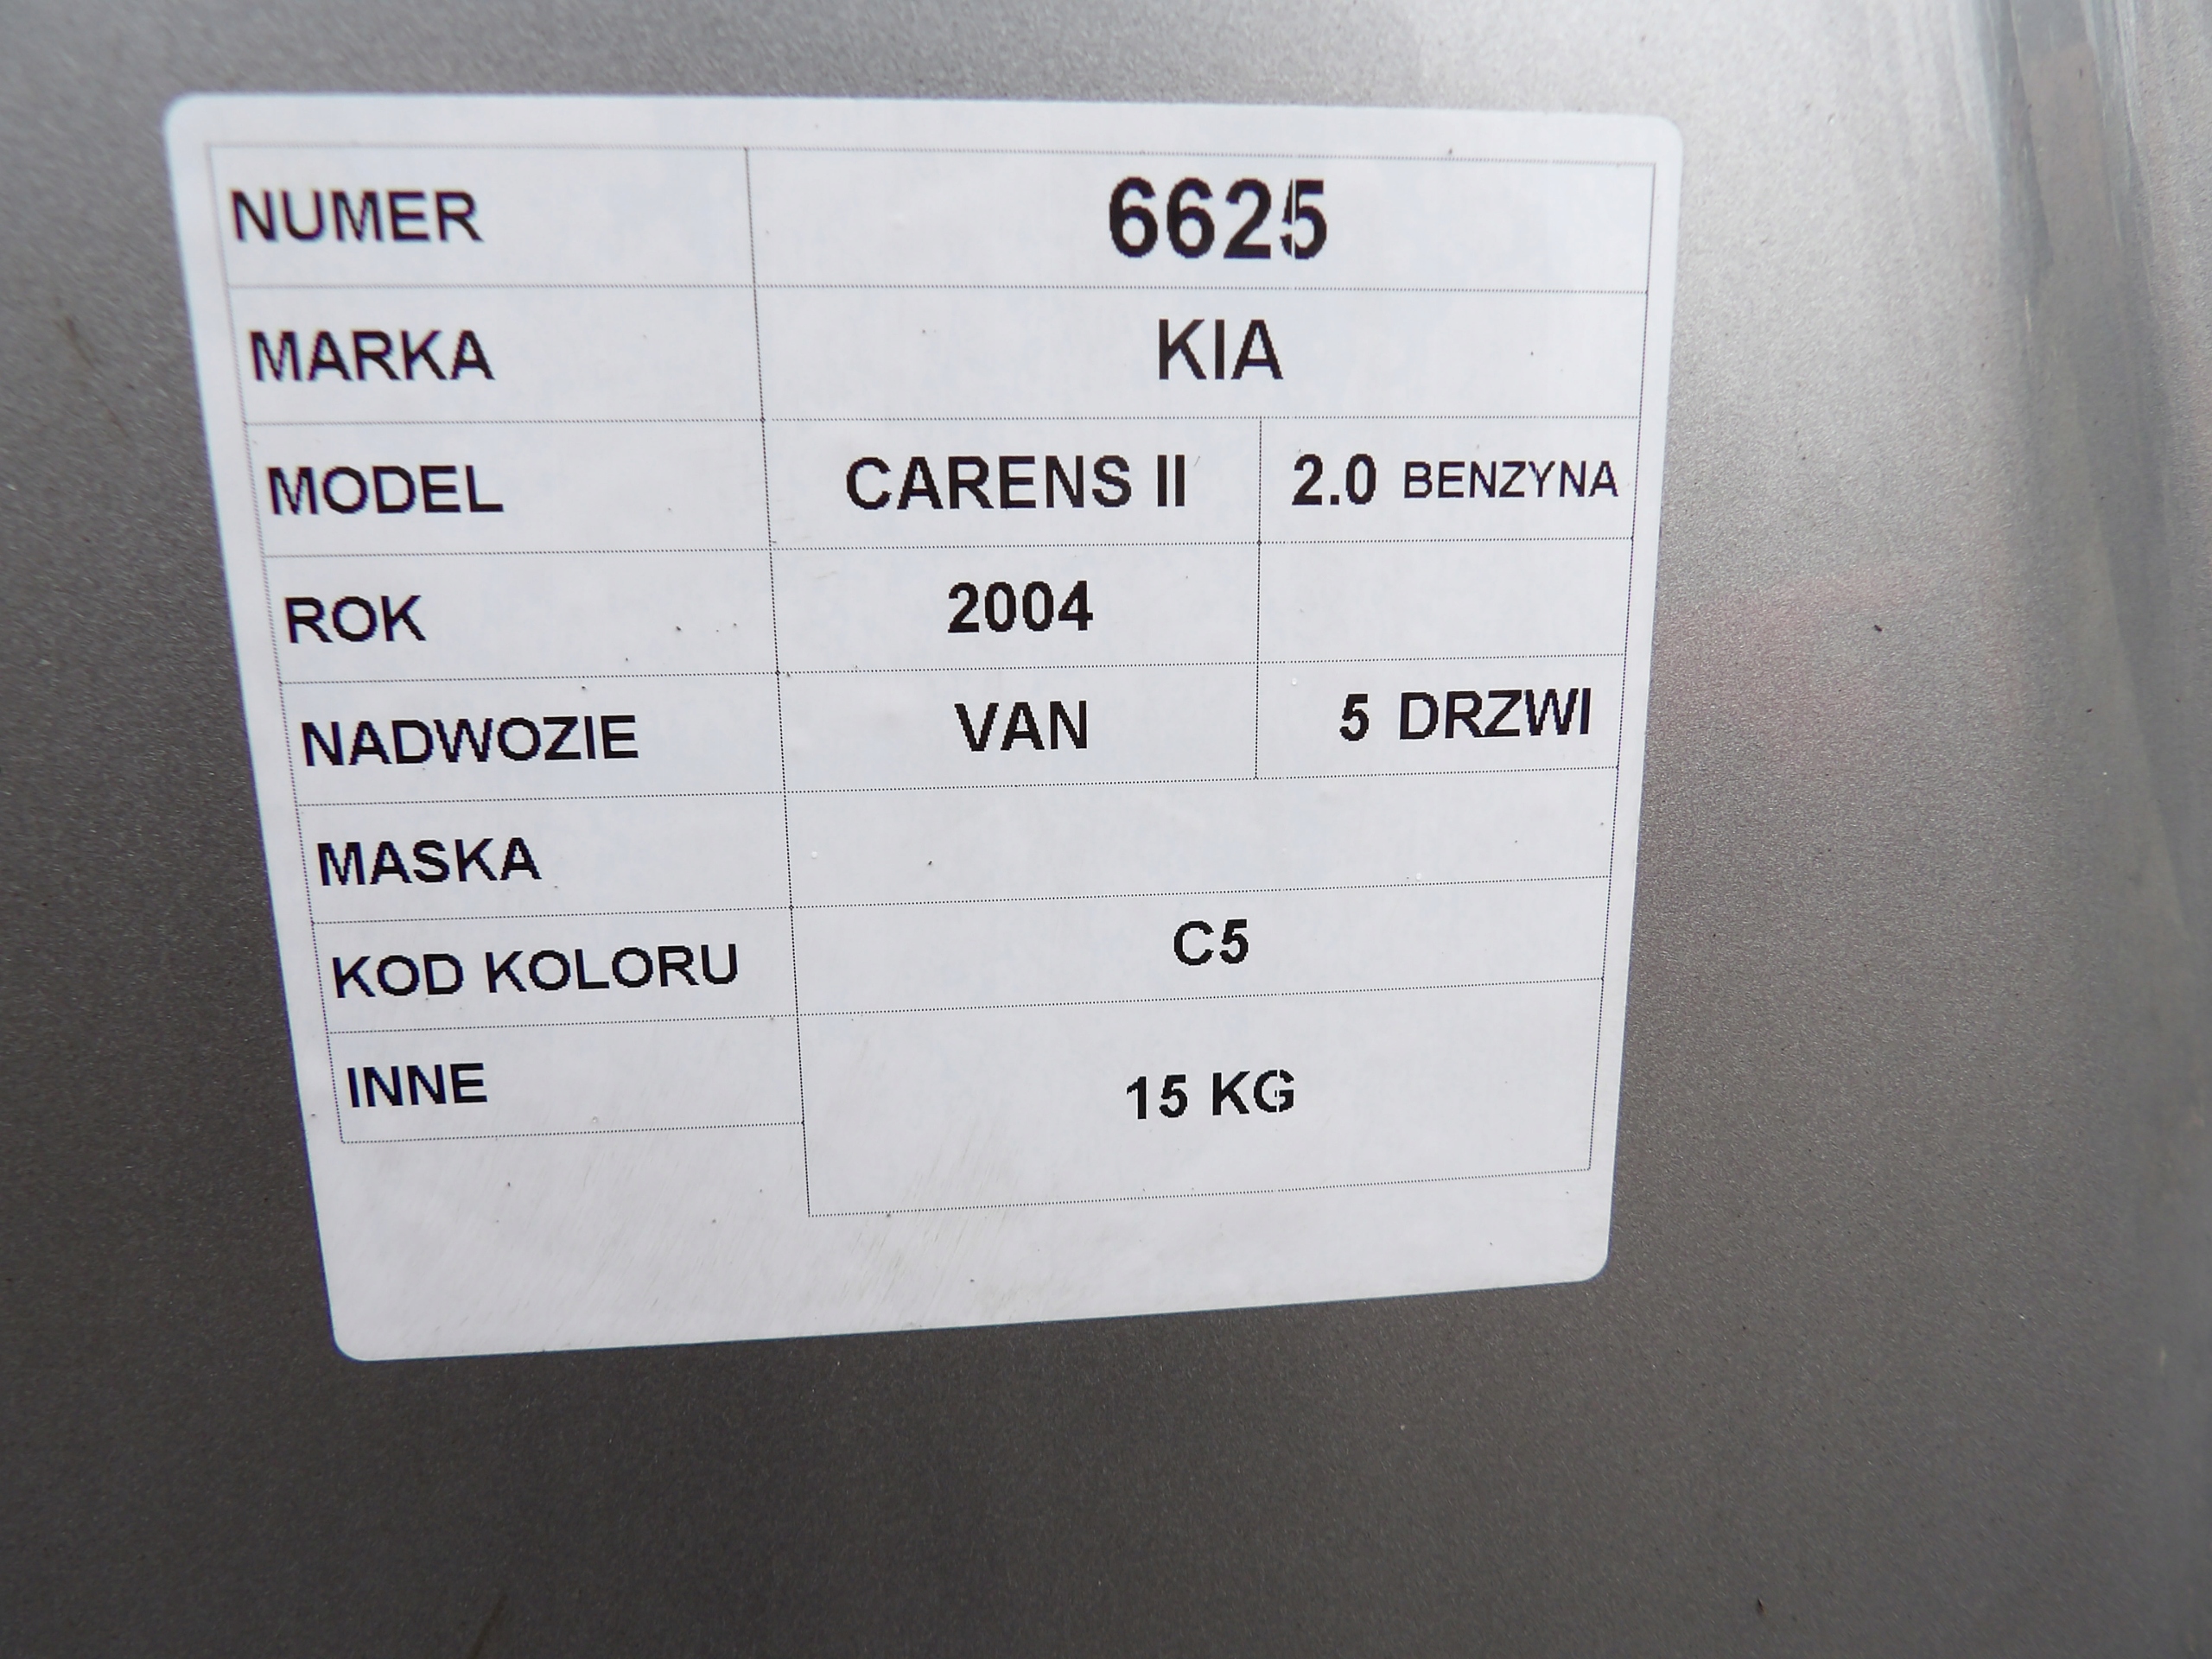 NUMER 6625
MARKA KIA
MODEL CARENS II 2.0 BENZYNA
ROK 2004
NADWOZIE VAN 5 DRZWI
MASKA
KOD KOLORU C5
INNE 15 KG